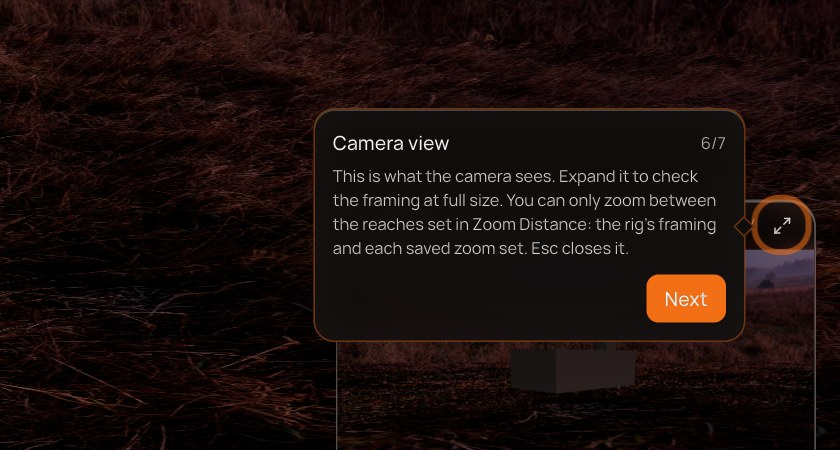 Camera view 6/7
This is what the camera sees. Expand it to check
the framing at full size. You can only zoom between
the reaches set in Zoom Distance: the rig's framing
and each saved zoom set. Esc closes it.
Next